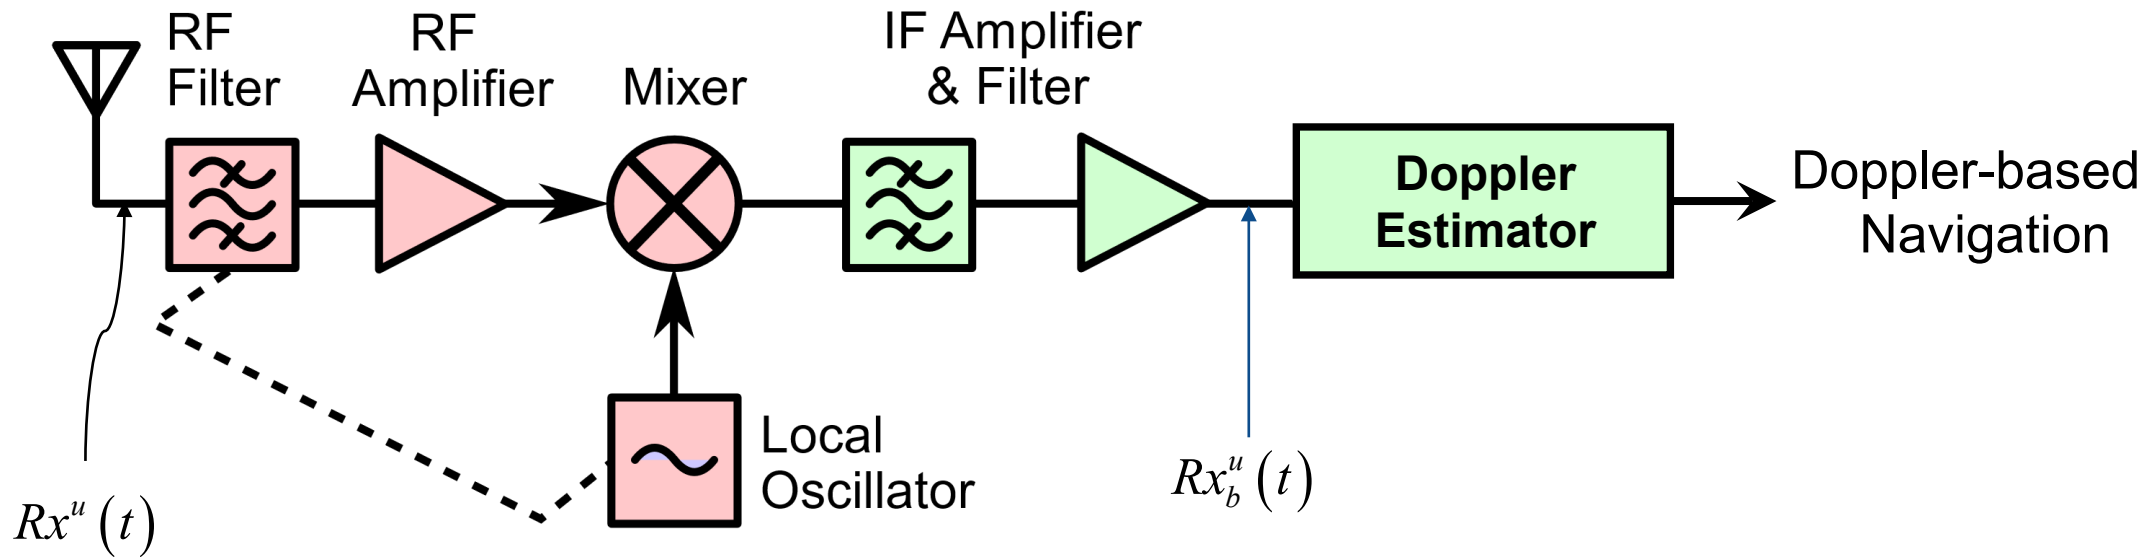 RF
Filter
RF
Amplifier
Mixer
IF Amplifier
& Filter
Doppler
Estimator
Doppler-based
Navigation
Local
Oscillator
Rx^u (t)
Rx_b^u (t)